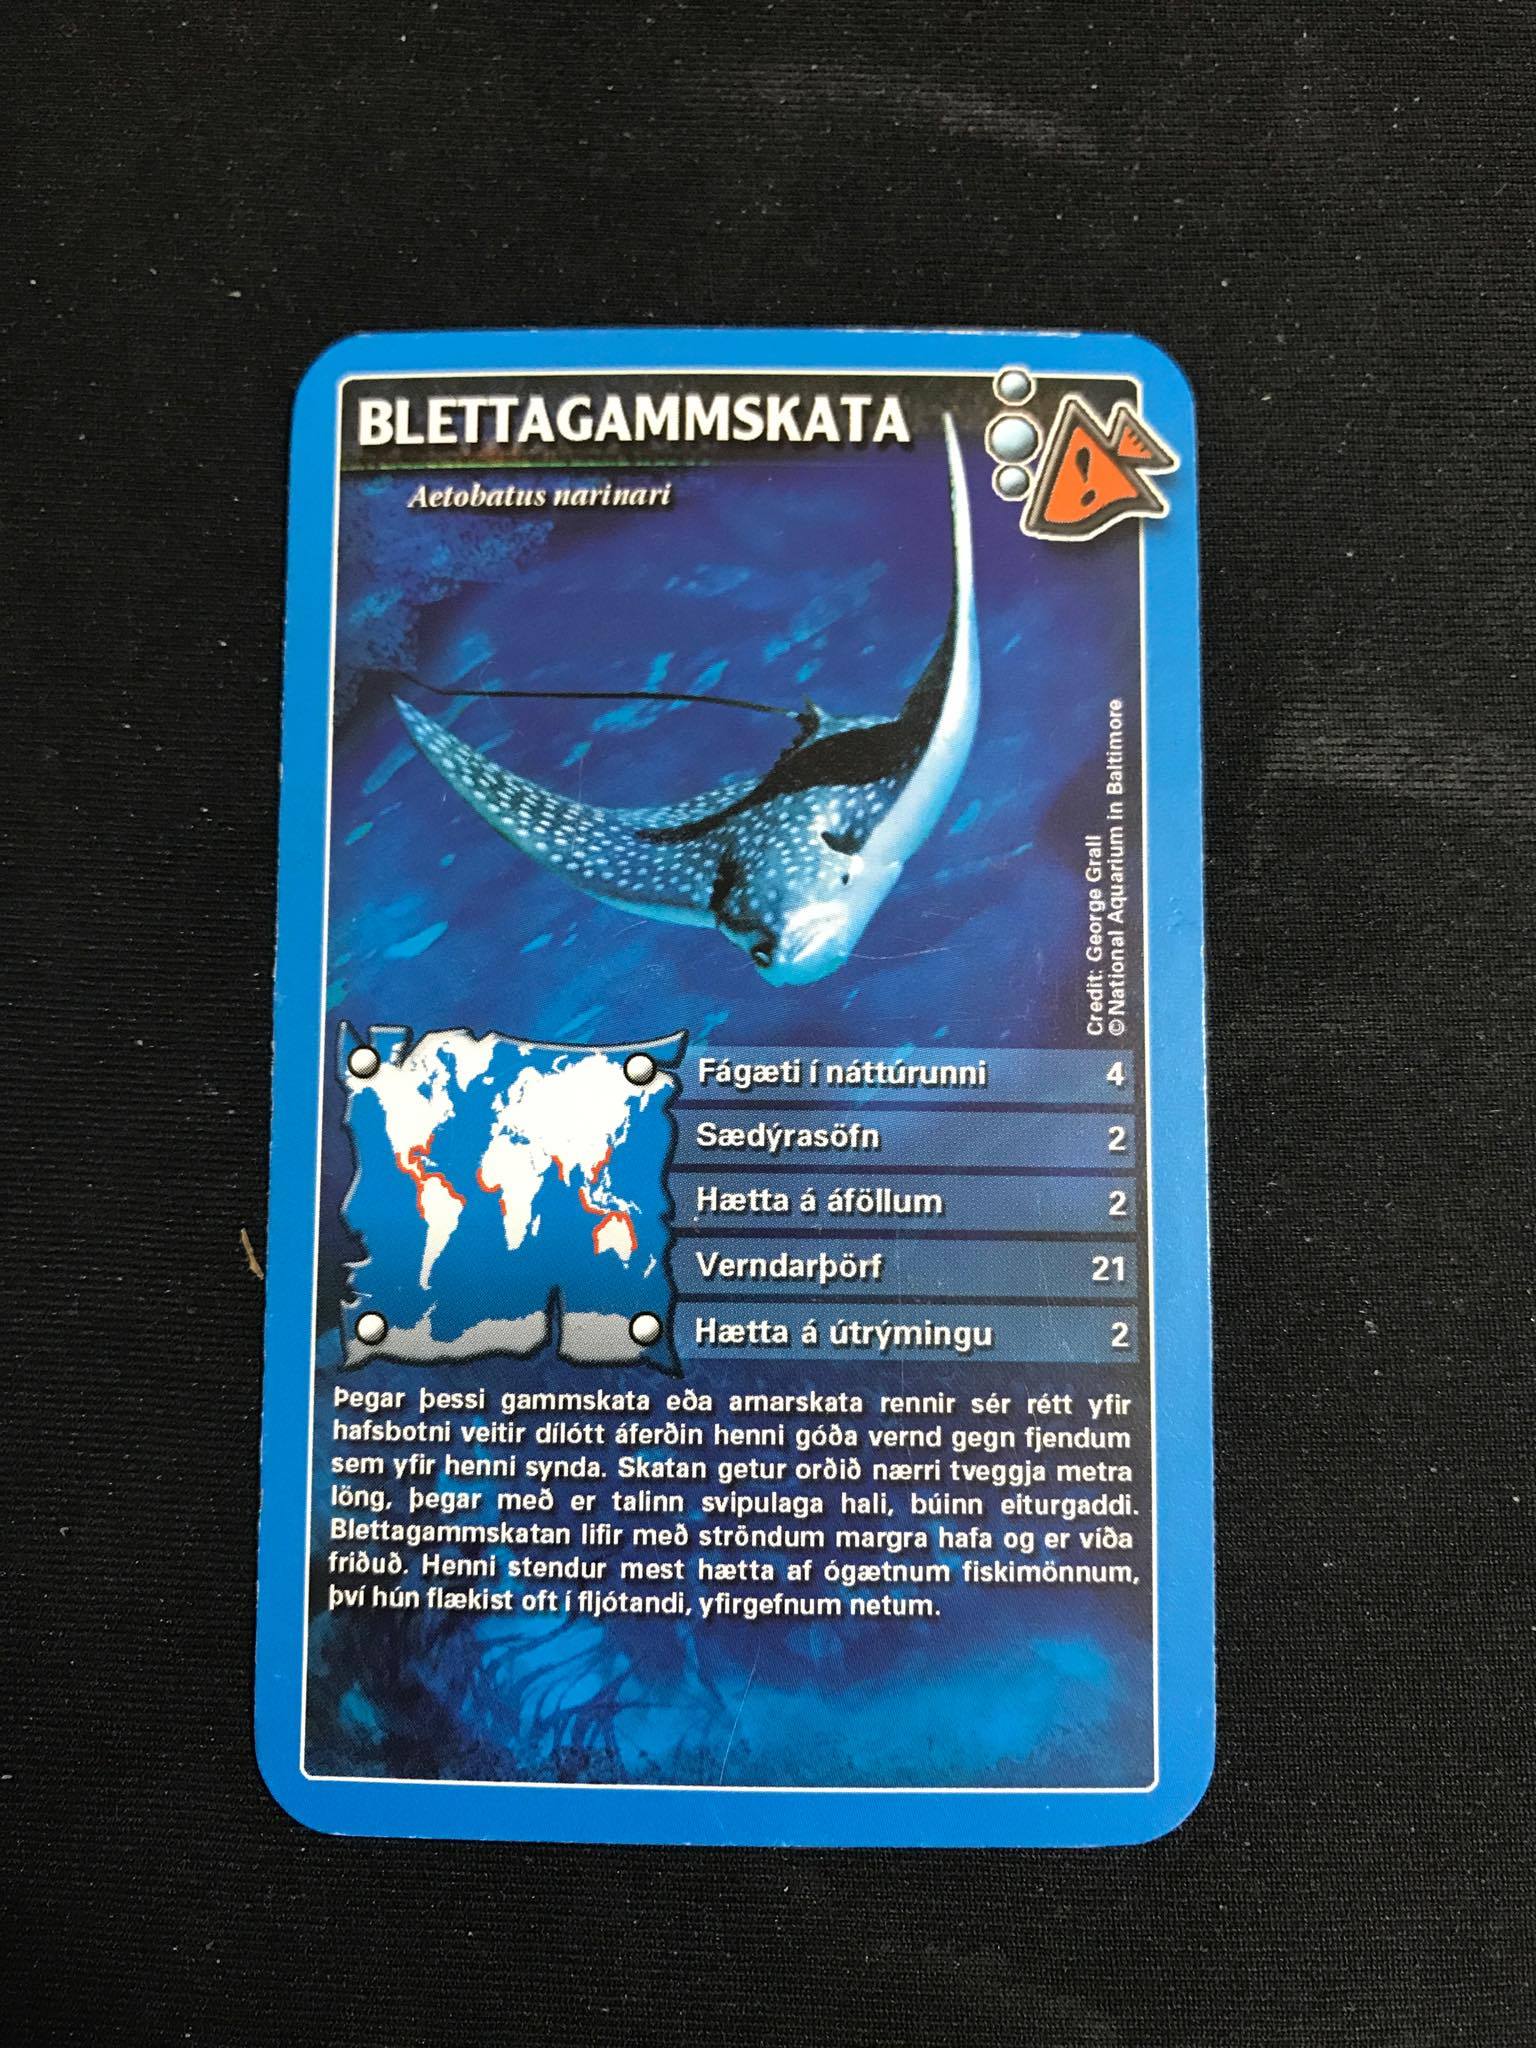 BLETTAGAMMSKATA
Aetobatus narinari
Credit: George Grall
©National Aquarium in Baltimore
Fágæti í náttúrunni 4
Sædýrasöfn 2
Hætta á áföllum 2
Verndarþörf 21
Hætta á útrýmingu 2
Þegar þessi gammskata eða arnarskata rennir sér rétt yfir
hafsbotni veitir dílótt áferðin henni góða vernd gegn fjendum
sem yfir henni synda. Skatan getur orðið nærri tveggja metra
löng, þegar með er talinn svipulaga hali, búinn eiturgaddi.
Blettagammskatan lifir með ströndum margra hafa og er víða
friðuð. Henni stendur mest hætta af ógætnum fiskimönnum,
því hún flækist oft í fljótandi, yfirgefnum netum.